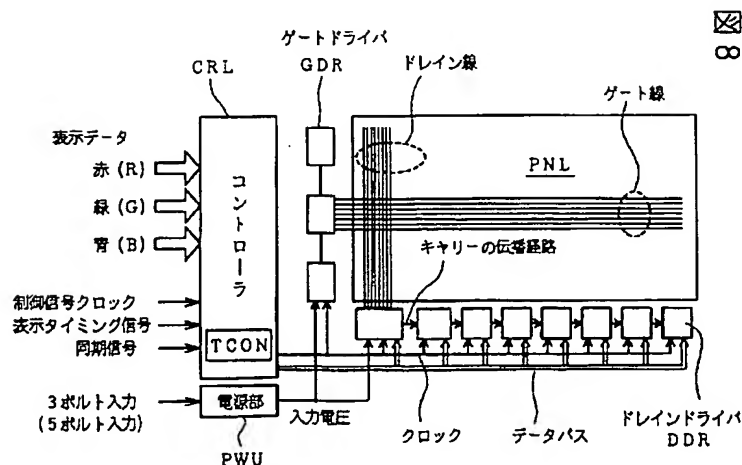 図8
ゲートドライバ
GDR
ドレイン線
CRL
ゲート線
表示データ
赤 (R)
緑 (G)
青 (B)
コントローラ
PNL
キャリーの伝播経路
制御信号クロック
表示タイミング信号
同期信号
TCON
3ボルト入力
(5ボルト入力)
電源部
入力電圧
PWU
クロック
データバス
ドレインドライバ
DDR